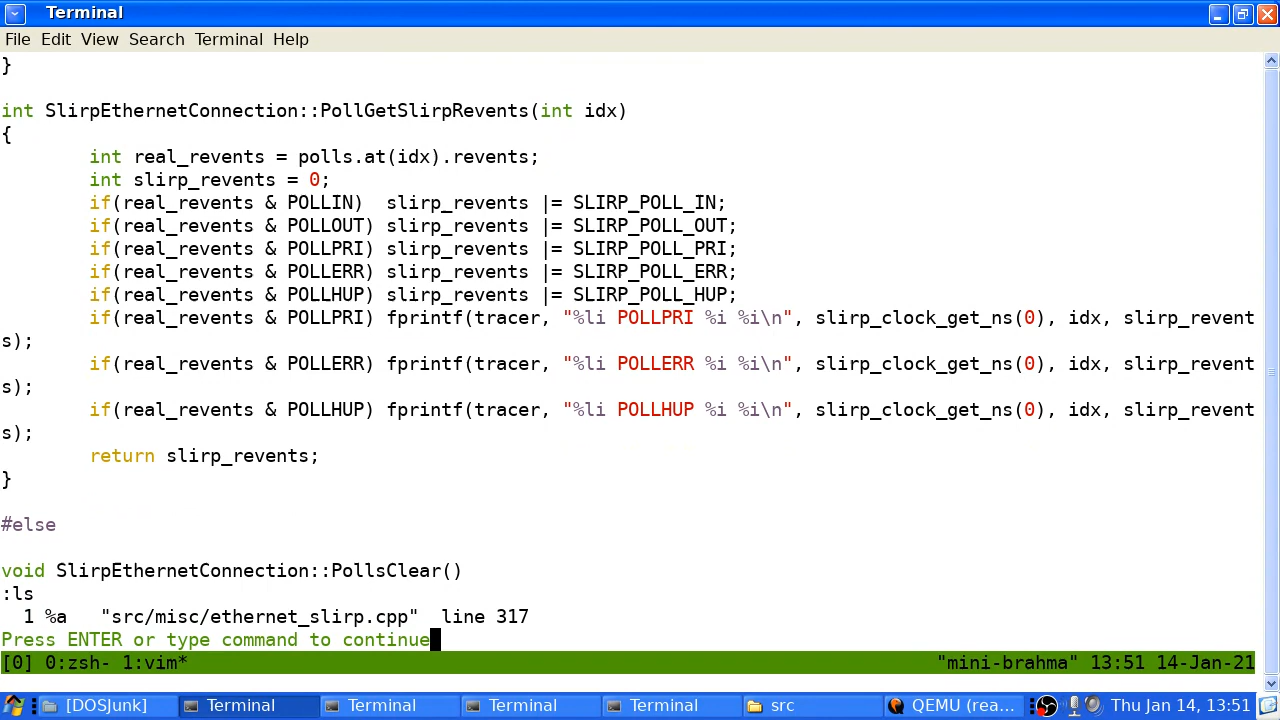 Terminal
File Edit View Search Terminal Help
}
int SlirpEthernetConnection::PollGetSlirpRevents(int idx)
{
        int real_revents = polls.at(idx).revents;
        int slirp_revents = 0;
        if(real_revents & POLLIN)  slirp_revents |= SLIRP_POLL_IN;
        if(real_revents & POLLOUT) slirp_revents |= SLIRP_POLL_OUT;
        if(real_revents & POLLPRI) slirp_revents |= SLIRP_POLL_PRI;
        if(real_revents & POLLERR) slirp_revents |= SLIRP_POLL_ERR;
        if(real_revents & POLLHUP) slirp_revents |= SLIRP_POLL_HUP;
        if(real_revents & POLLPRI) fprintf(tracer, "%li POLLPRI %i %i\n", slirp_clock_get_ns(0), idx, slirp_revent
s);
        if(real_revents & POLLERR) fprintf(tracer, "%li POLLERR %i %i\n", slirp_clock_get_ns(0), idx, slirp_revent
s);
        if(real_revents & POLLHUP) fprintf(tracer, "%li POLLHUP %i %i\n", slirp_clock_get_ns(0), idx, slirp_revent
s);
        return slirp_revents;
}
#else
void SlirpEthernetConnection::PollsClear()
:ls
  1 %a   "src/misc/ethernet_slirp.cpp"  line 317
Press ENTER or type command to continue
[0] 0:zsh- 1:vim* "mini-brahma" 13:51 14-Jan-21
[DOSJunk] Terminal Terminal Terminal Terminal src QEMU (rea... Thu Jan 14, 13:51